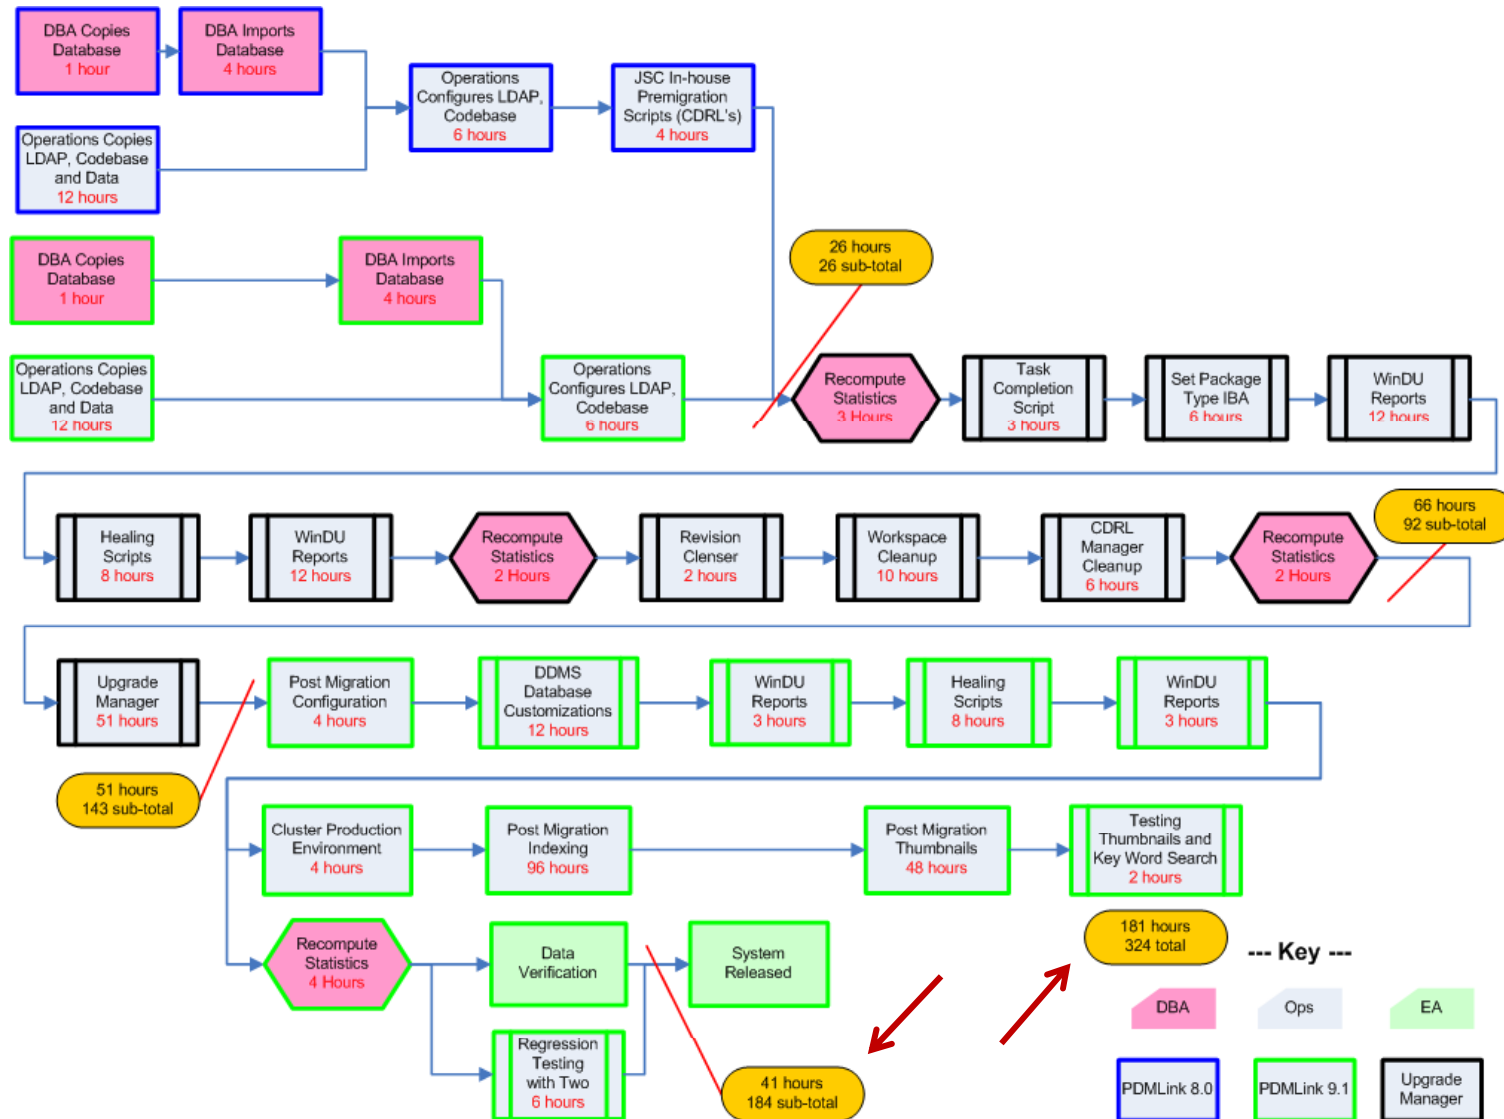 DBA Copies
Database
1 hour
DBA Imports
Database
4 hours
Operations
Configures LDAP,
Codebase
6 hours
JSC In-house
Premigration
Scripts (CDRL's)
4 hours
Operations Copies
LDAP, Codebase
and Data
12 hours
DBA Copies
Database
1 hour
DBA Imports
Database
4 hours
26 hours
26 sub-total
Operations Copies
LDAP, Codebase
and Data
12 hours
Operations
Configures LDAP,
Codebase
6 hours
Recompute
Statistics
3 Hours
Task
Completion
Script
3 hours
Set Package
Type IBA
6 hours
WinDU
Reports
12 hours
66 hours
92 sub-total
Healing
Scripts
8 hours
WinDU
Reports
12 hours
Recompute
Statistics
2 Hours
Revision
Clenser
2 hours
Workspace
Cleanup
10 hours
CDRL
Manager
Cleanup
6 hours
Recompute
Statistics
2 Hours
Upgrade
Manager
51 hours
Post Migration
Configuration
4 hours
DDMS
Database
Customizations
12 hours
WinDU
Reports
3 hours
Healing
Scripts
8 hours
WinDU
Reports
3 hours
51 hours
143 sub-total
Cluster Production
Environment
4 hours
Post Migration
Indexing
96 hours
Post Migration
Thumbnails
48 hours
Testing
Thumbnails and
Key Word Search
2 hours
181 hours
324 total
Recompute
Statistics
4 Hours
Data
Verification
System
Released
Regression
Testing
with Two
6 hours
41 hours
184 sub-total
--- Key ---
DBA
Ops
EA
PDMLink 8.0
PDMLink 9.1
Upgrade
Manager